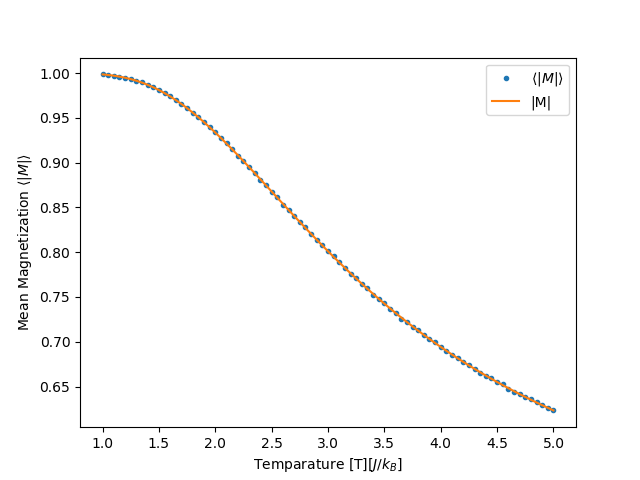 ⟨|M|⟩
|M|
Mean Magnetization ⟨|M|⟩
1.00
0.95
0.90
0.85
0.80
0.75
0.70
0.65
1.0 1.5 2.0 2.5 3.0 3.5 4.0 4.5 5.0
Temparature [T][J/k_B]